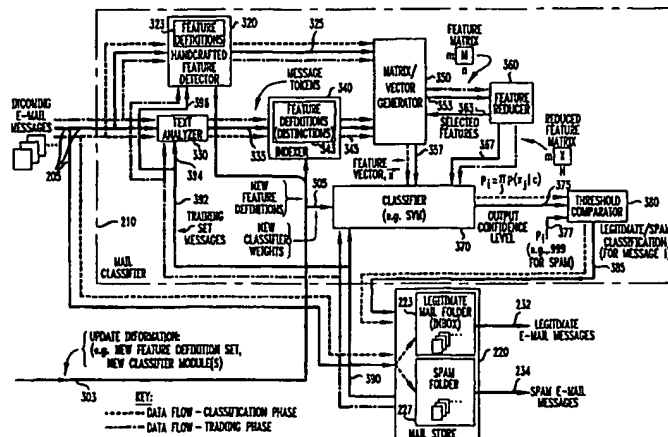 323
FEATURE
DEFINITIONS
HANDCRAFTED
FEATURE
DETECTOR
320
325
FEATURE
MATRIX
m M
n
360
FEATURE
REDUCER
MATRIX/
VECTOR
GENERATOR
350
353
363
SELECTED
FEATURES
REDUCED
FEATURE
MATRIX
m X
N
INCOMING
E-MAIL
MESSAGES
205
396
TEXT
ANALYZER
330
335
MESSAGE
TOKENS
340
FEATURE
DEFINITIONS
(DISTINCTIONS)
343
INDEXER
345
394
392
TRAINING
SET
MESSAGES
FEATURE
VECTOR, x
357
367
NEW
FEATURE
DEFINITIONS
305
NEW
CLASSIFIER
WEIGHTS
CLASSIFIER
(e.g. SVM)
370
375
OUTPUT
CONFIDENCE
LEVEL
THRESHOLD
COMPARATOR
380
377
(e.g. .999
FOR SPAM)
LEGITIMATE/SPAM
CLASSIFICATION
(FOR MESSAGE i)
385
210
MAIL
CLASSIFIER
UPDATE INFORMATION:
(e.g. NEW FEATURE DEFINITION SET,
NEW CLASSIFIER MODULE(S)
303
390
223
LEGITIMATE
MAIL FOLDER
(INBOX)
220
232
LEGITIMATE
E-MAIL MESSAGES
227
SPAM
FOLDER
234
SPAM E-MAIL
MESSAGES
MAIL STORE
KEY:
DATA FLOW - CLASSIFICATION PHASE
DATA FLOW - TRADING PHASE